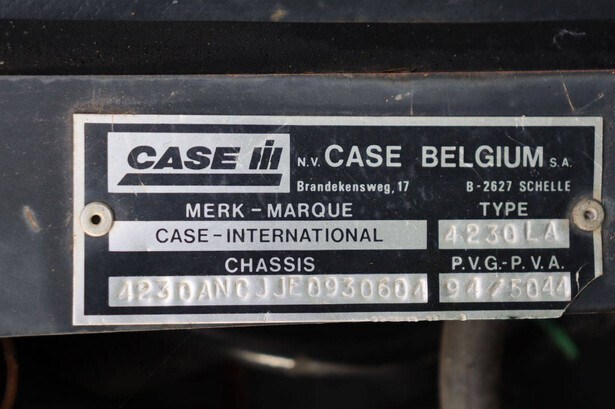 CASE IH N.V. CASE BELGIUM S.A.
Brandekensweg, 17 B-2627 SCHELLE
MERK-MARQUE TYPE
CASE-INTERNATIONAL 4230LA
CHASSIS P.V.G.-P.V.A.
4230ANCJJE0930604 94/5044